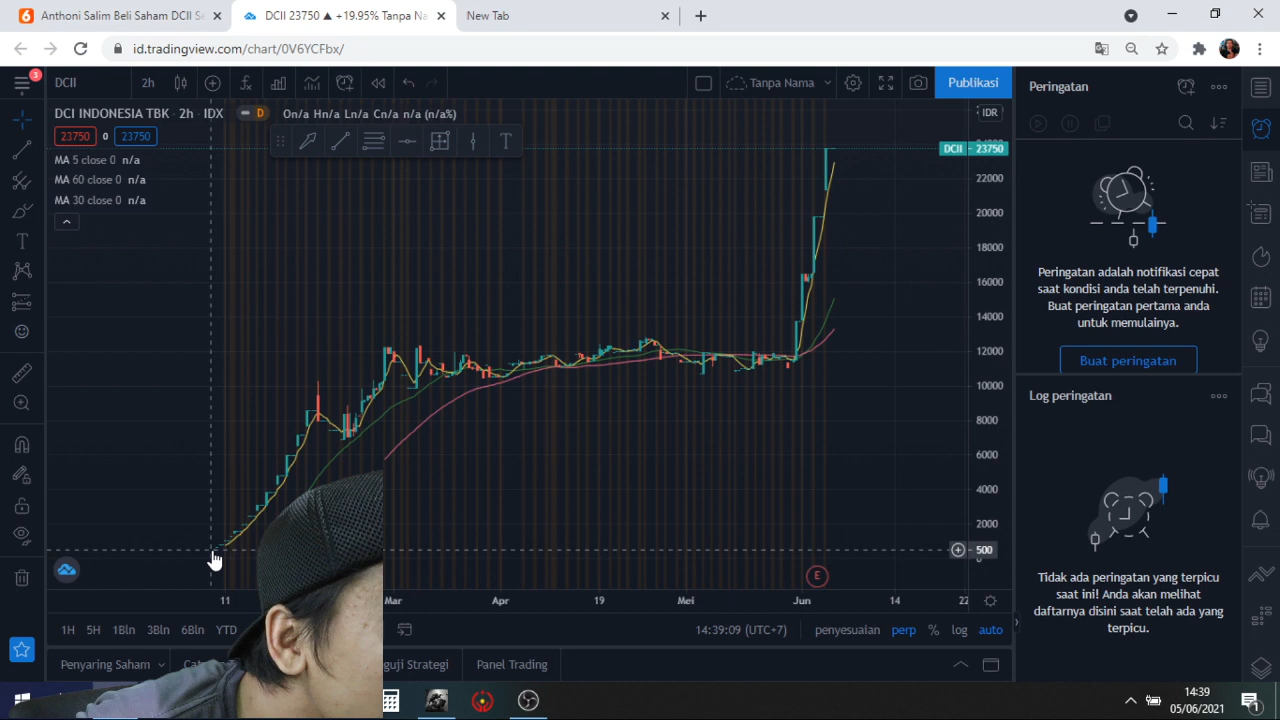 Anthoni Salim Beli Saham DCII Se
DCII 23750 ▲ +19.95% Tanpa Na
New Tab
id.tradingview.com/chart/0V6YCFbx/
3
DCII
2h
Tanpa Nama
Publikasi
DCI INDONESIA TBK · 2h · IDX
D
On/a Hn/a Ln/a Cn/a n/a (n/a%)
23750 0 23750
MA 5 close 0 n/a
MA 60 close 0 n/a
MA 30 close 0 n/a
IDR
DCII 23750
22000
20000
18000
16000
14000
12000
10000
8000
6000
4000
2000
500
E
11
Mar
Apr
19
Mei
Jun
14
22
1H 5H 1Bln 3Bln 6Bln YTD
14:39:09 (UTC+7)
penyesuaian perp % log auto
Penyaring Saham
guji Strategi
Panel Trading
Peringatan
Peringatan adalah notifikasi cepat
saat kondisi anda telah terpenuhi.
Buat peringatan pertama anda
untuk memulainya.
Buat peringatan
Log peringatan
Tidak ada peringatan yang terpicu
saat ini! Anda akan melihat
daftarnya disini saat telah ada yang
terpicu.
14:39
05/06/2021
1